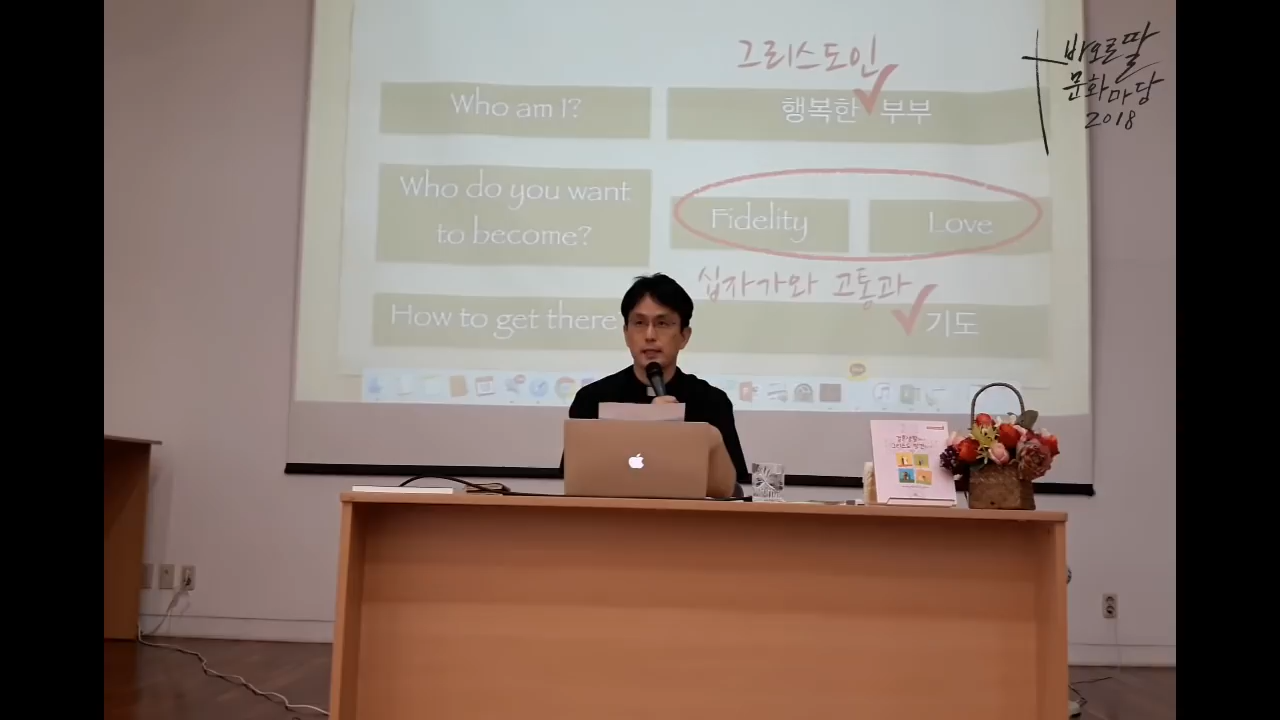 그리스도인
Who am I?
행복한 부부
Who do you want
to become?
Fidelity
Love
십자가와 고통과
How to get there
기도
바오로딸
문화마당
2018